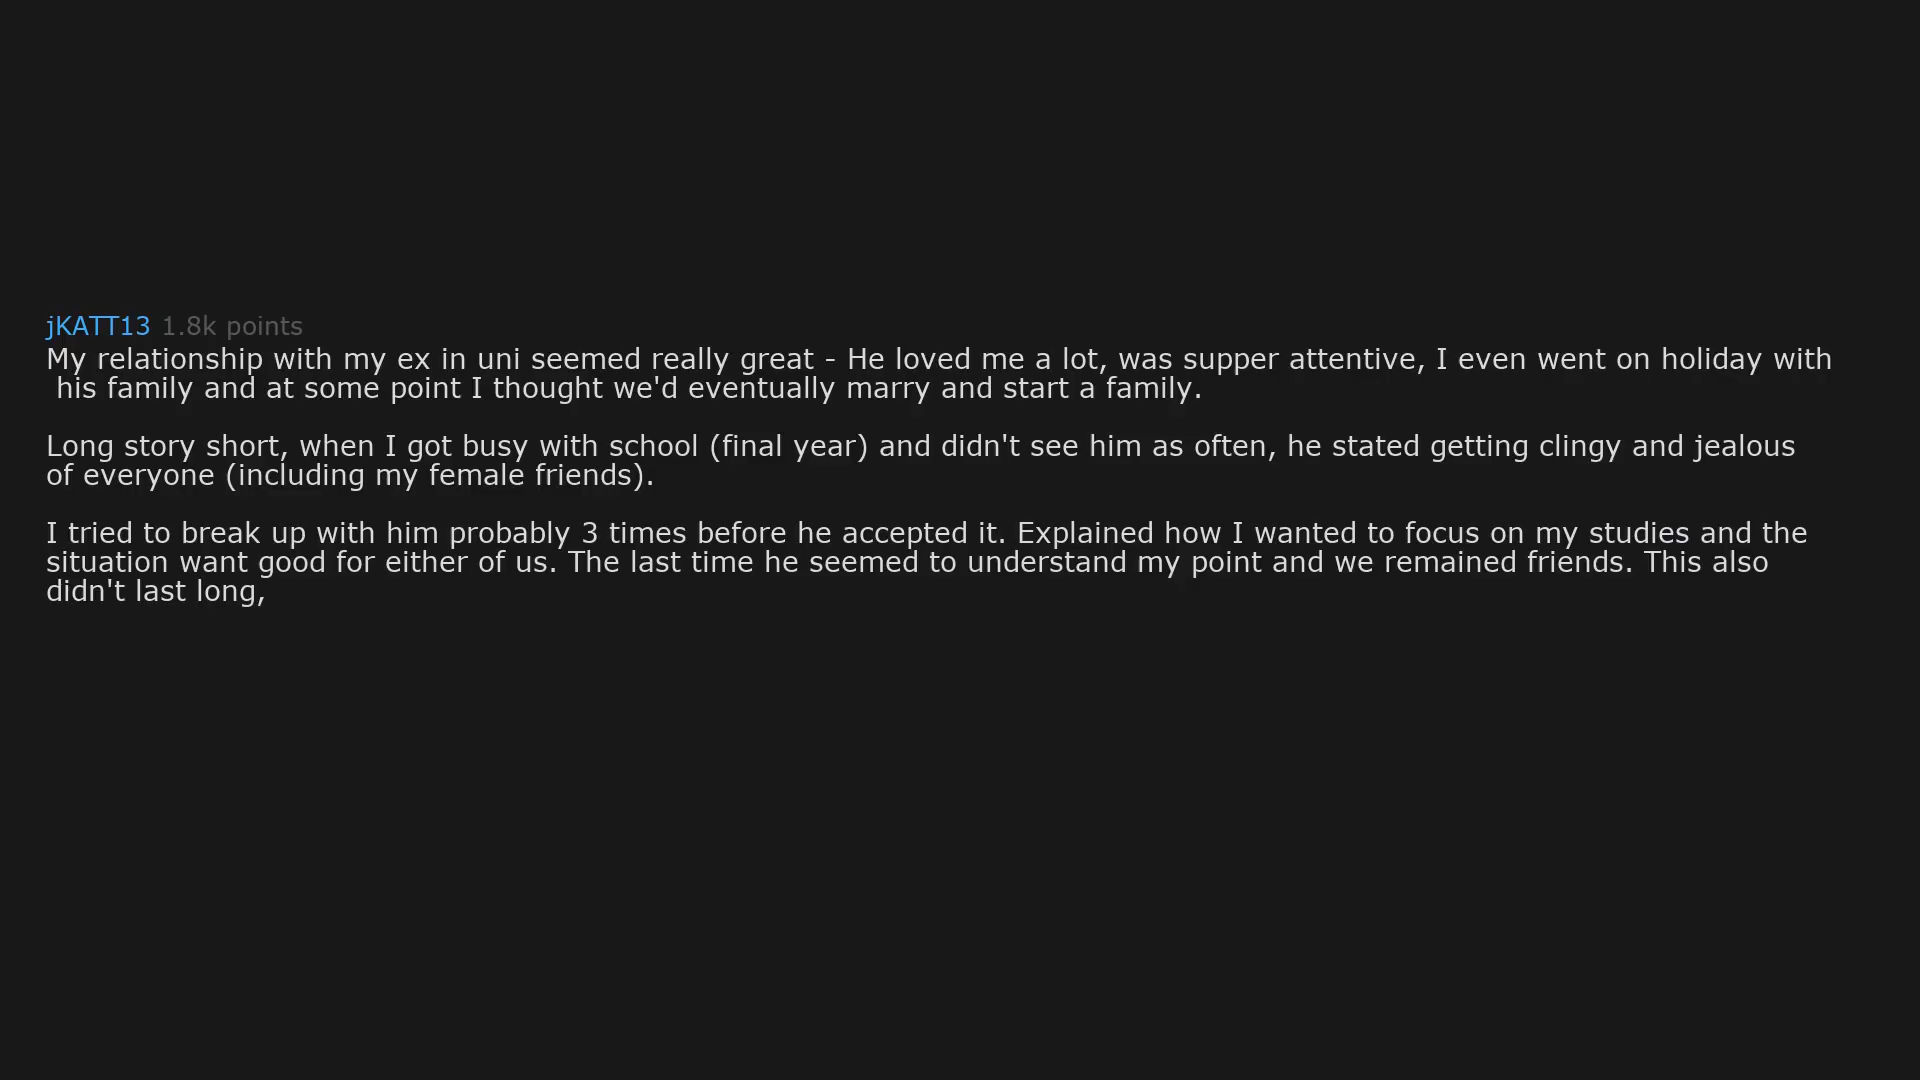 jKATT13 1.8k points
My relationship with my ex in uni seemed really great - He loved me a lot, was supper attentive, I even went on holiday with
his family and at some point I thought we'd eventually marry and start a family.
Long story short, when I got busy with school (final year) and didn't see him as often, he stated getting clingy and jealous
of everyone (including my female friends).
I tried to break up with him probably 3 times before he accepted it. Explained how I wanted to focus on my studies and the
situation want good for either of us. The last time he seemed to understand my point and we remained friends. This also
didn't last long,